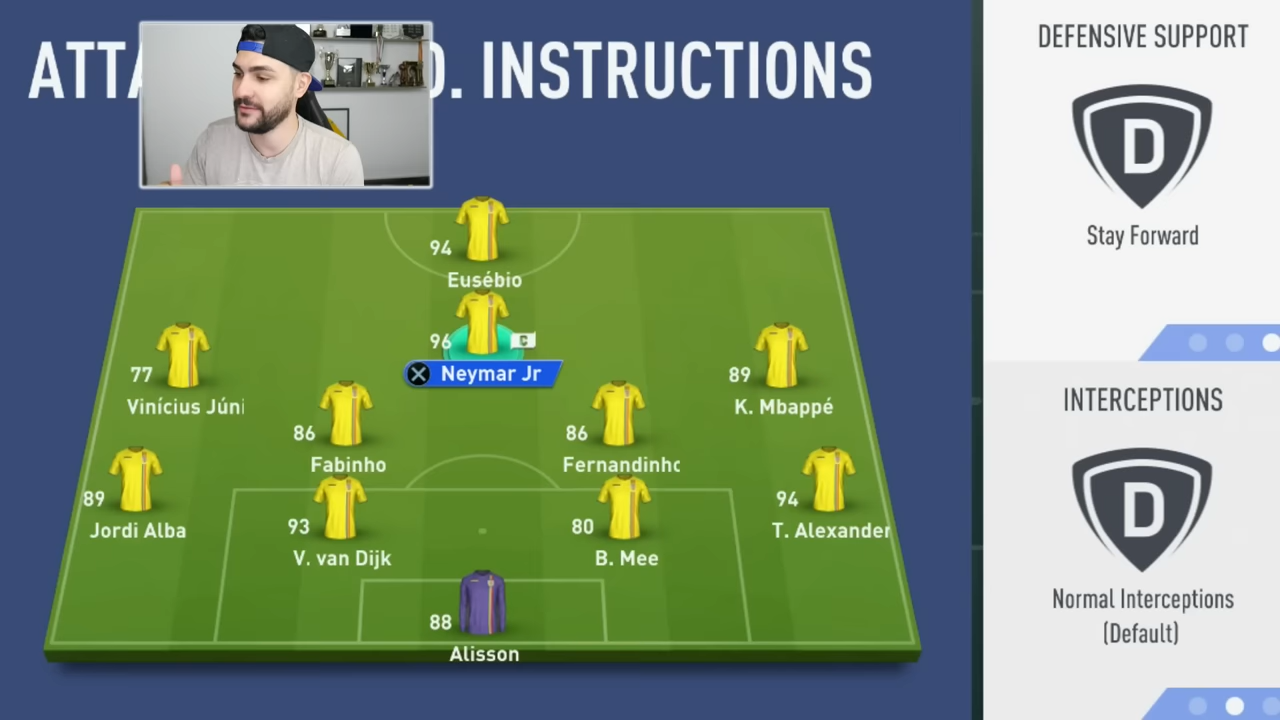 ATTA D. INSTRUCTIONS
DEFENSIVE SUPPORT
D
Stay Forward
INTERCEPTIONS
D
Normal Interceptions
(Default)
94
Eusébio
96
C
Neymar Jr
77
Vinícius Júni
89
K. Mbappé
86
Fabinho
86
Fernandinho
89
Jordi Alba
93
V. van Dijk
80
B. Mee
94
T. Alexander
88
Alisson